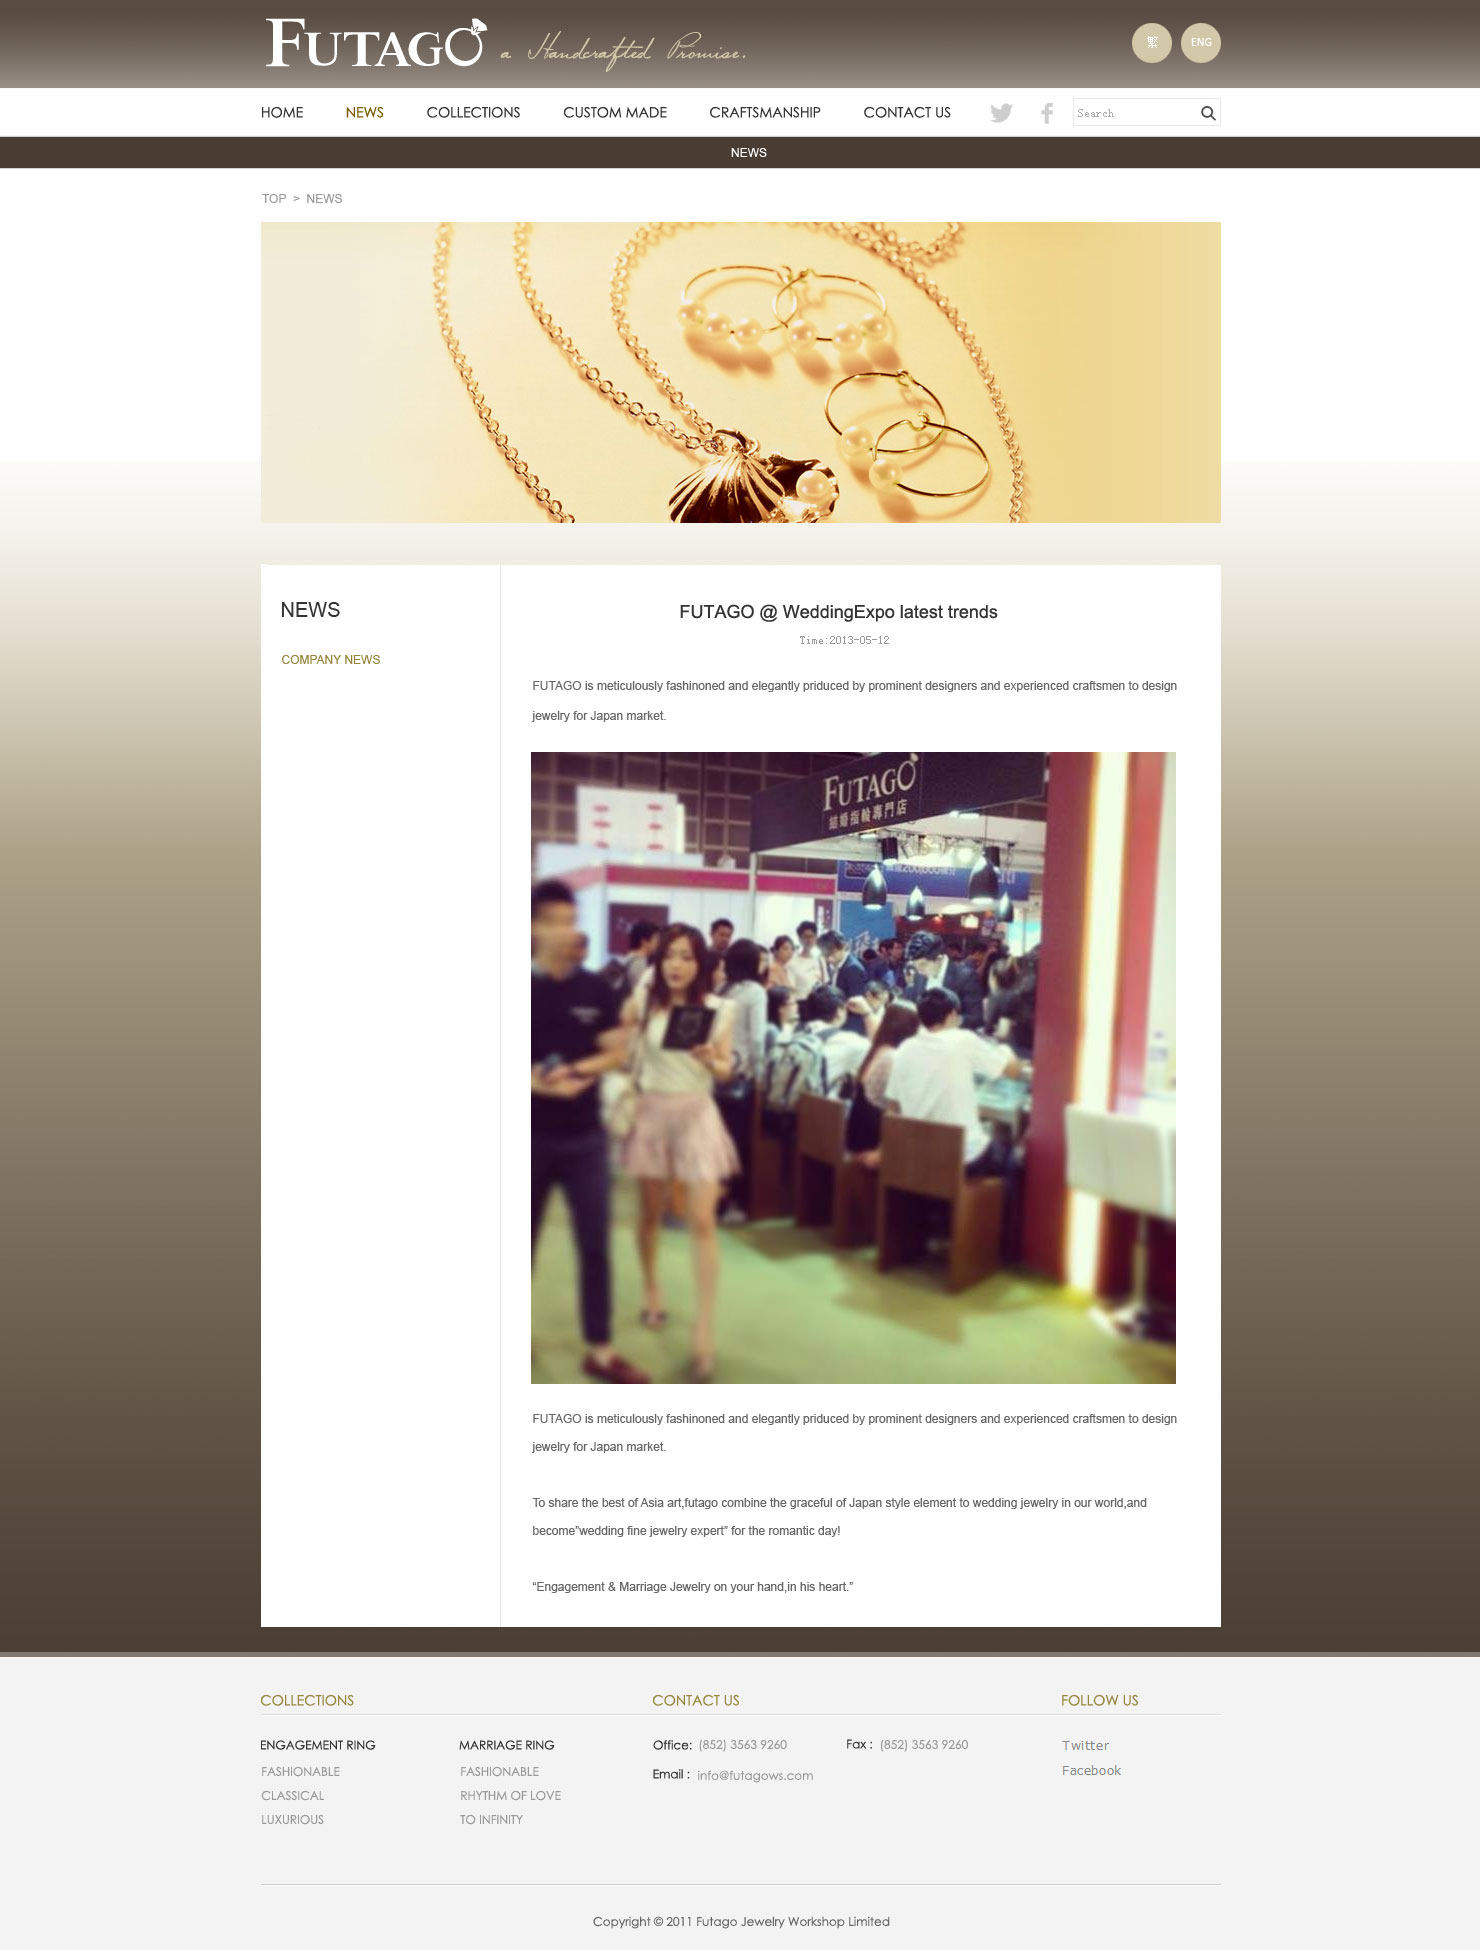 FUTAGO a Handcrafted Promise.
繁 ENG
HOME NEWS COLLECTIONS CUSTOM MADE CRAFTSMANSHIP CONTACT US Search
NEWS
TOP > NEWS
NEWS
COMPANY NEWS
FUTAGO @ WeddingExpo latest trends
Time:2013-05-12
FUTAGO is meticulously fashinoned and elegantly priduced by prominent designers and experienced craftsmen to design
jewelry for Japan market.
FUTAGO
結婚指輪專門店
200,000
FUTAGO is meticulously fashinoned and elegantly priduced by prominent designers and experienced craftsmen to design
jewelry for Japan market.
To share the best of Asia art,futago combine the graceful of Japan style element to wedding jewelry in our world,and
become"wedding fine jewelry expert" for the romantic day!
“Engagement & Marriage Jewelry on your hand,in his heart.”
COLLECTIONS CONTACT US FOLLOW US
ENGAGEMENT RING MARRIAGE RING Office: (852) 3563 9260 Fax : (852) 3563 9260 Twitter
FASHIONABLE FASHIONABLE Email : info@futagows.com Facebook
CLASSICAL RHYTHM OF LOVE
LUXURIOUS TO INFINITY
Copyright © 2011 Futago Jewelry Workshop Limited